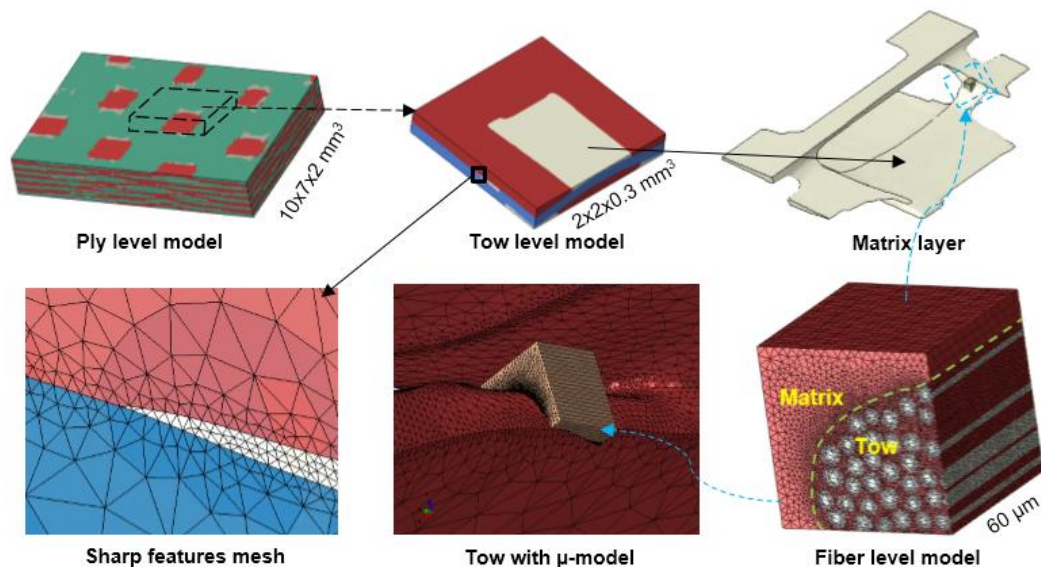 10x7x2 mm³
2x2x0.3 mm³
Ply level model
Tow level model
Matrix layer
Matrix
Tow
60 µm
Sharp features mesh
Tow with µ-model
Fiber level model